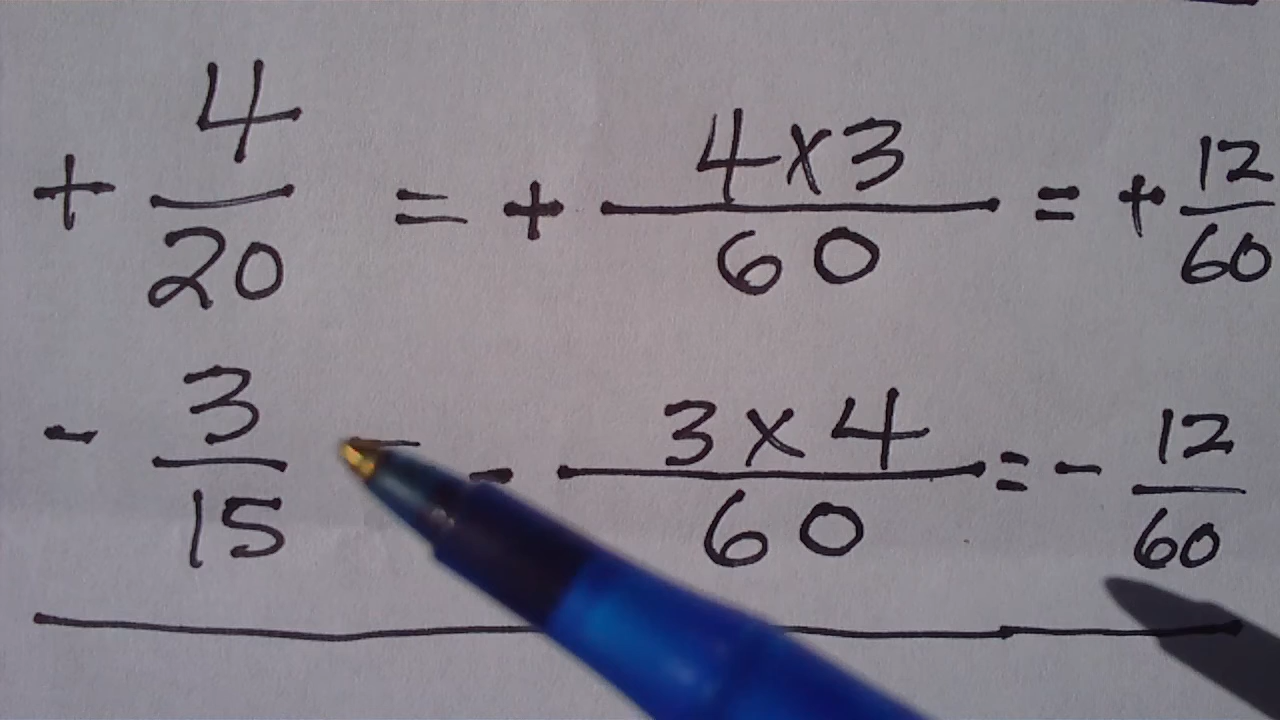 + 4/20 = + 4x3/60 = + 12/60
- 3/15 = - 3x4/60 = - 12/60